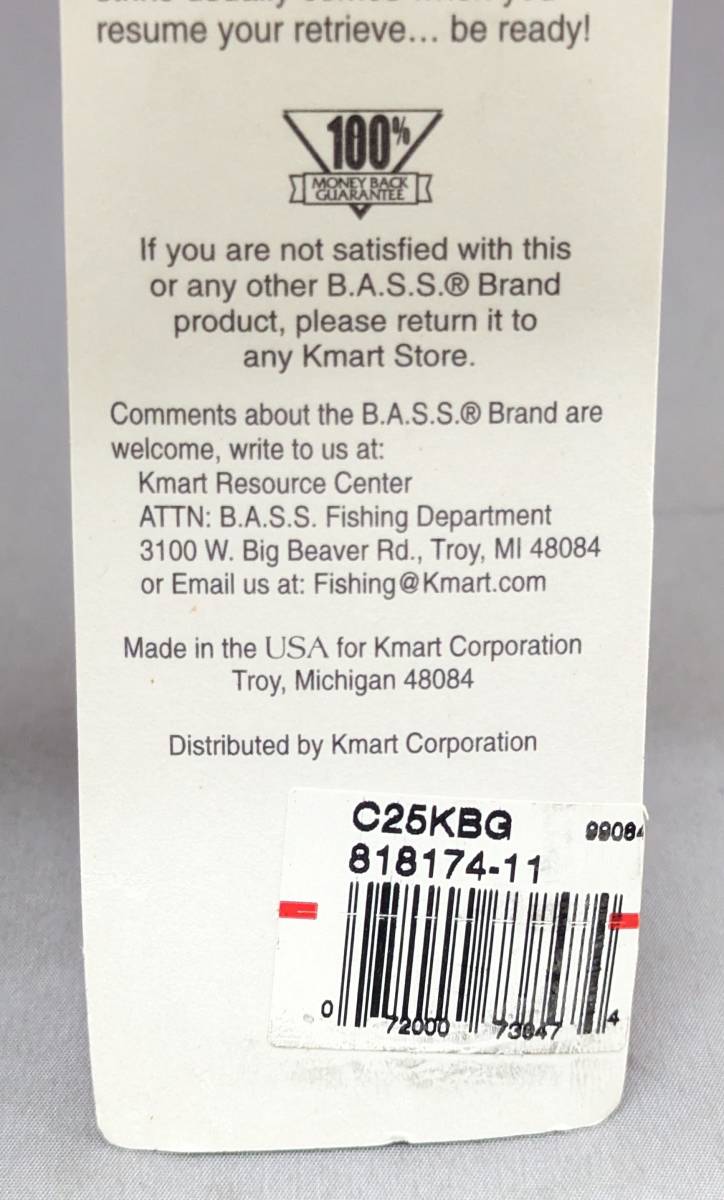 resume your retrieve... be ready!
100%
MONEY BACK
GUARANTEE
If you are not satisfied with this
or any other B.A.S.S.® Brand
product, please return it to
any Kmart Store.
Comments about the B.A.S.S.® Brand are
welcome, write to us at:
Kmart Resource Center
ATTN: B.A.S.S. Fishing Department
3100 W. Big Beaver Rd., Troy, MI 48084
or Email us at: Fishing@Kmart.com
Made in the USA for Kmart Corporation
Troy, Michigan 48084
Distributed by Kmart Corporation
C25KBG 99084
818174-11
0 72000 73847 4